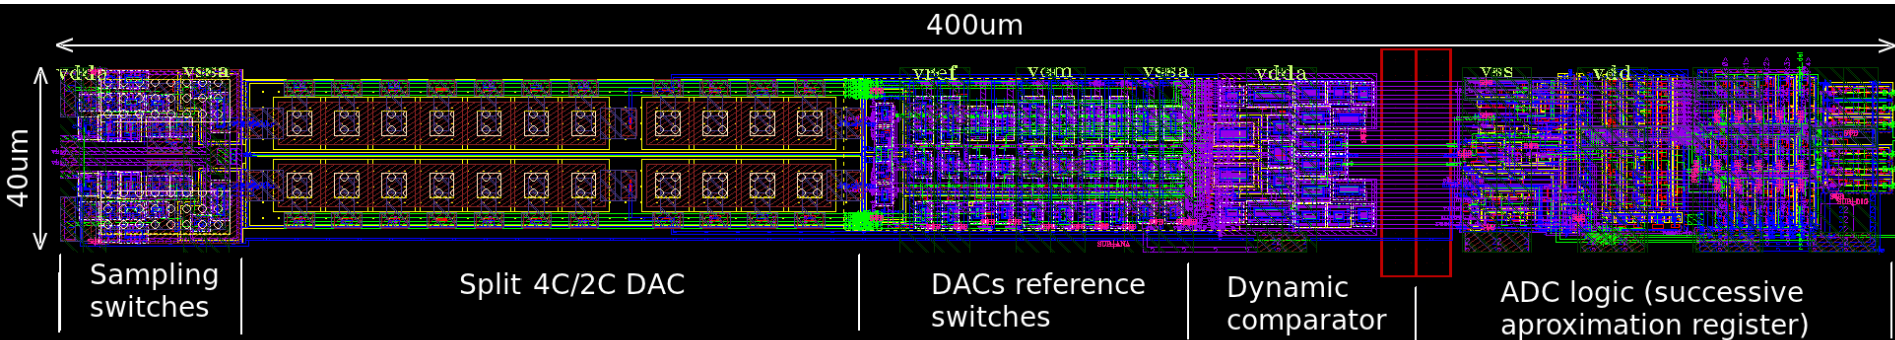 400um
vdda vssa vref vcm vssa vdda vss vdd
40um
Sampling
switches
Split 4C/2C DAC
DACs reference
switches
Dynamic
comparator
ADC logic (successive
aproximation register)